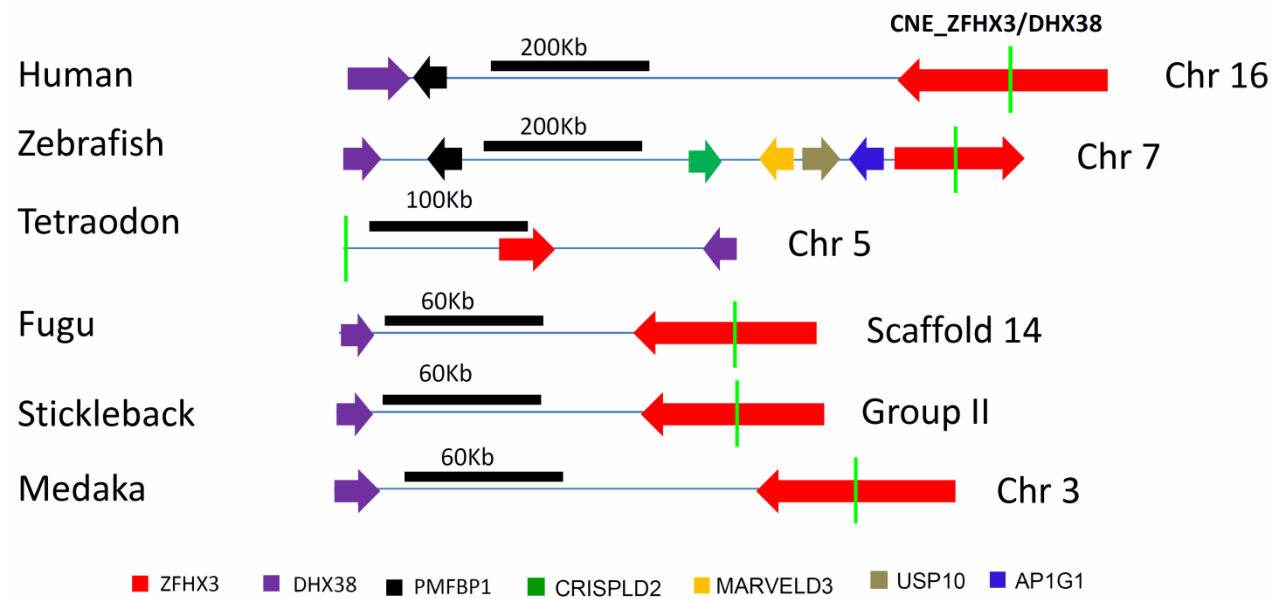 CNE_ZFHX3/DHX38
Human 200Kb Chr 16
Zebrafish 200Kb Chr 7
Tetraodon 100Kb Chr 5
Fugu 60Kb Scaffold 14
Stickleback 60Kb Group II
Medaka 60Kb Chr 3
ZFHX3 DHX38 PMFBP1 CRISPLD2 MARVELD3 USP10 AP1G1